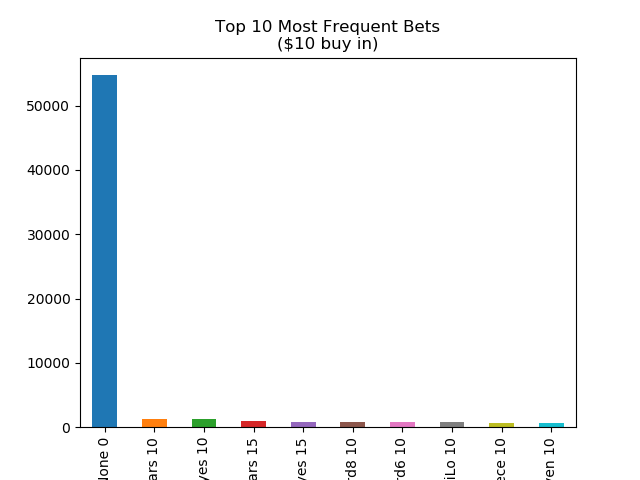 Top 10 Most Frequent Bets
($10 buy in)
50000
40000
30000
20000
10000
0
None 0
ars 10
yes 10
ars 15
yes 15
rd8 10
rd6 10
iLo 10
ece 10
ven 10